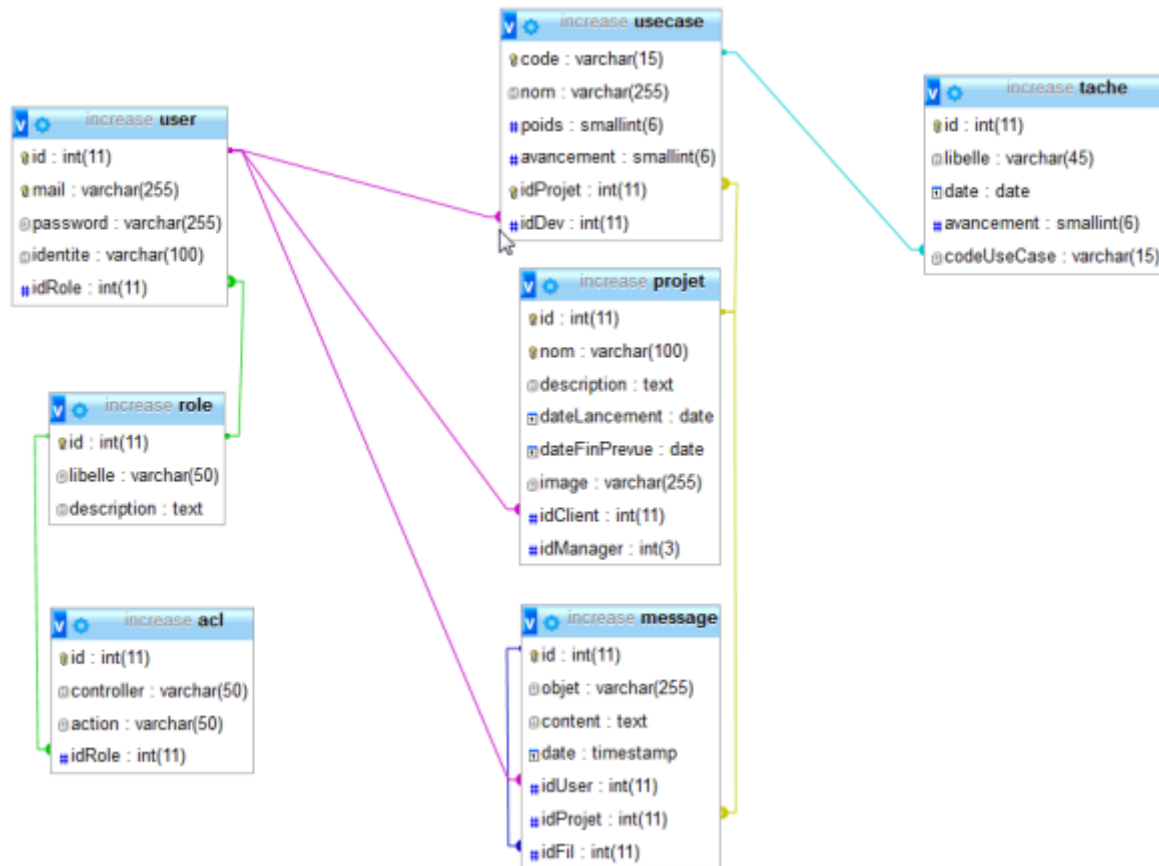 v increase user
id : int(11)
mail : varchar(255)
password : varchar(255)
identite : varchar(100)
#idRole : int(11)
v increase role
id : int(11)
libelle : varchar(50)
description : text
v increase acl
id : int(11)
controller : varchar(50)
action : varchar(50)
#idRole : int(11)
v increase usecase
code : varchar(15)
nom : varchar(255)
#poids : smallint(6)
#avancement : smallint(6)
idProjet : int(11)
#idDev : int(11)
v increase projet
id : int(11)
nom : varchar(100)
description : text
dateLancement : date
dateFinPrevue : date
image : varchar(255)
#idClient : int(11)
#idManager : int(3)
v increase message
id : int(11)
objet : varchar(255)
content : text
date : timestamp
#idUser : int(11)
#idProjet : int(11)
#idFil : int(11)
v increase tache
id : int(11)
libelle : varchar(45)
date : date
#avancement : smallint(6)
codeUseCase : varchar(15)